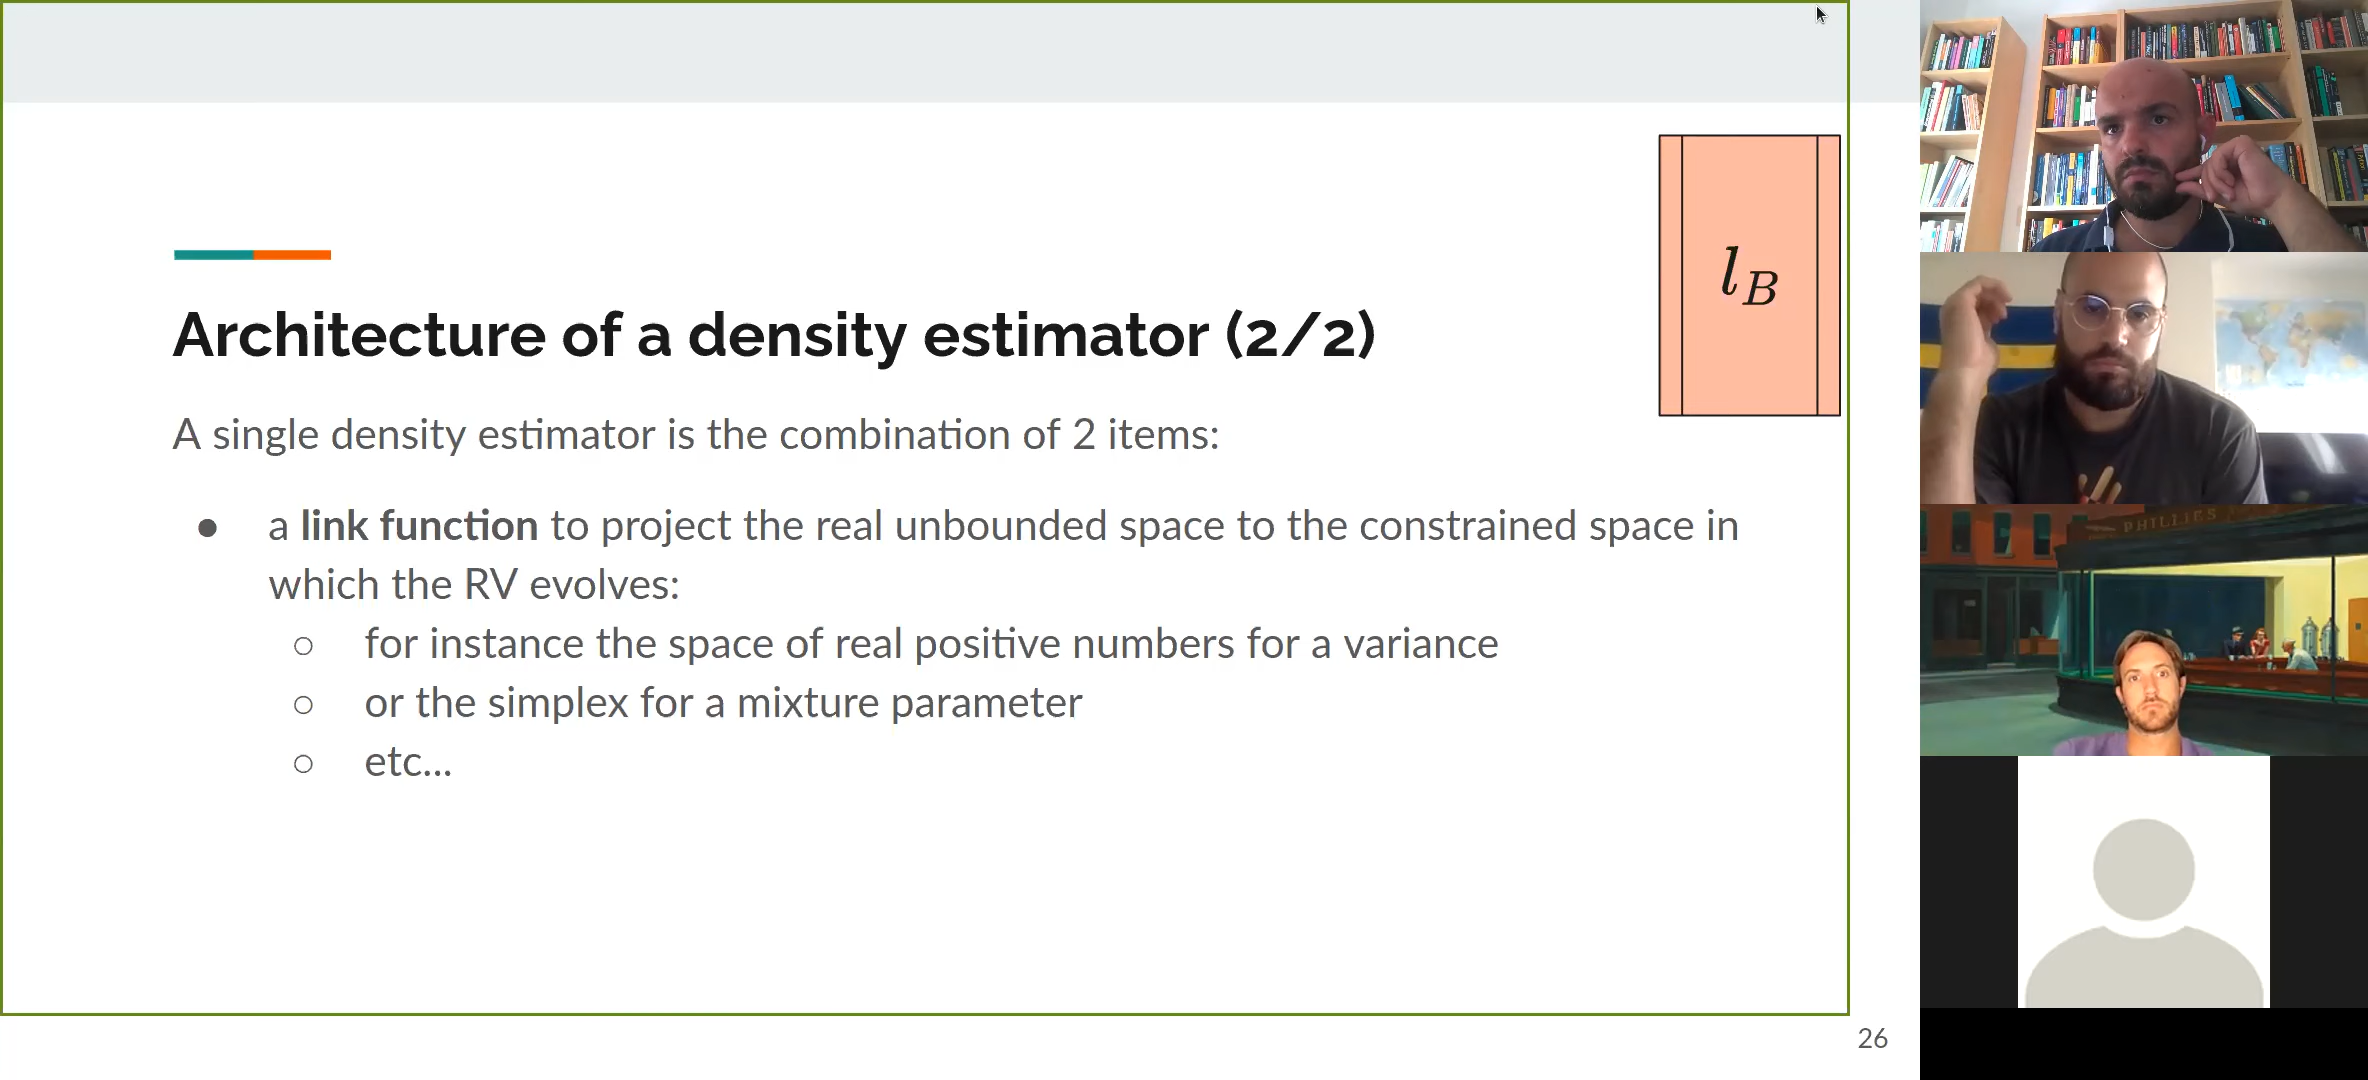 l_B
Architecture of a density estimator (2/2)
A single density estimator is the combination of 2 items:
● a link function to project the real unbounded space to the constrained space in
which the RV evolves:
○ for instance the space of real positive numbers for a variance
○ or the simplex for a mixture parameter
○ etc...
26
PHILLIES